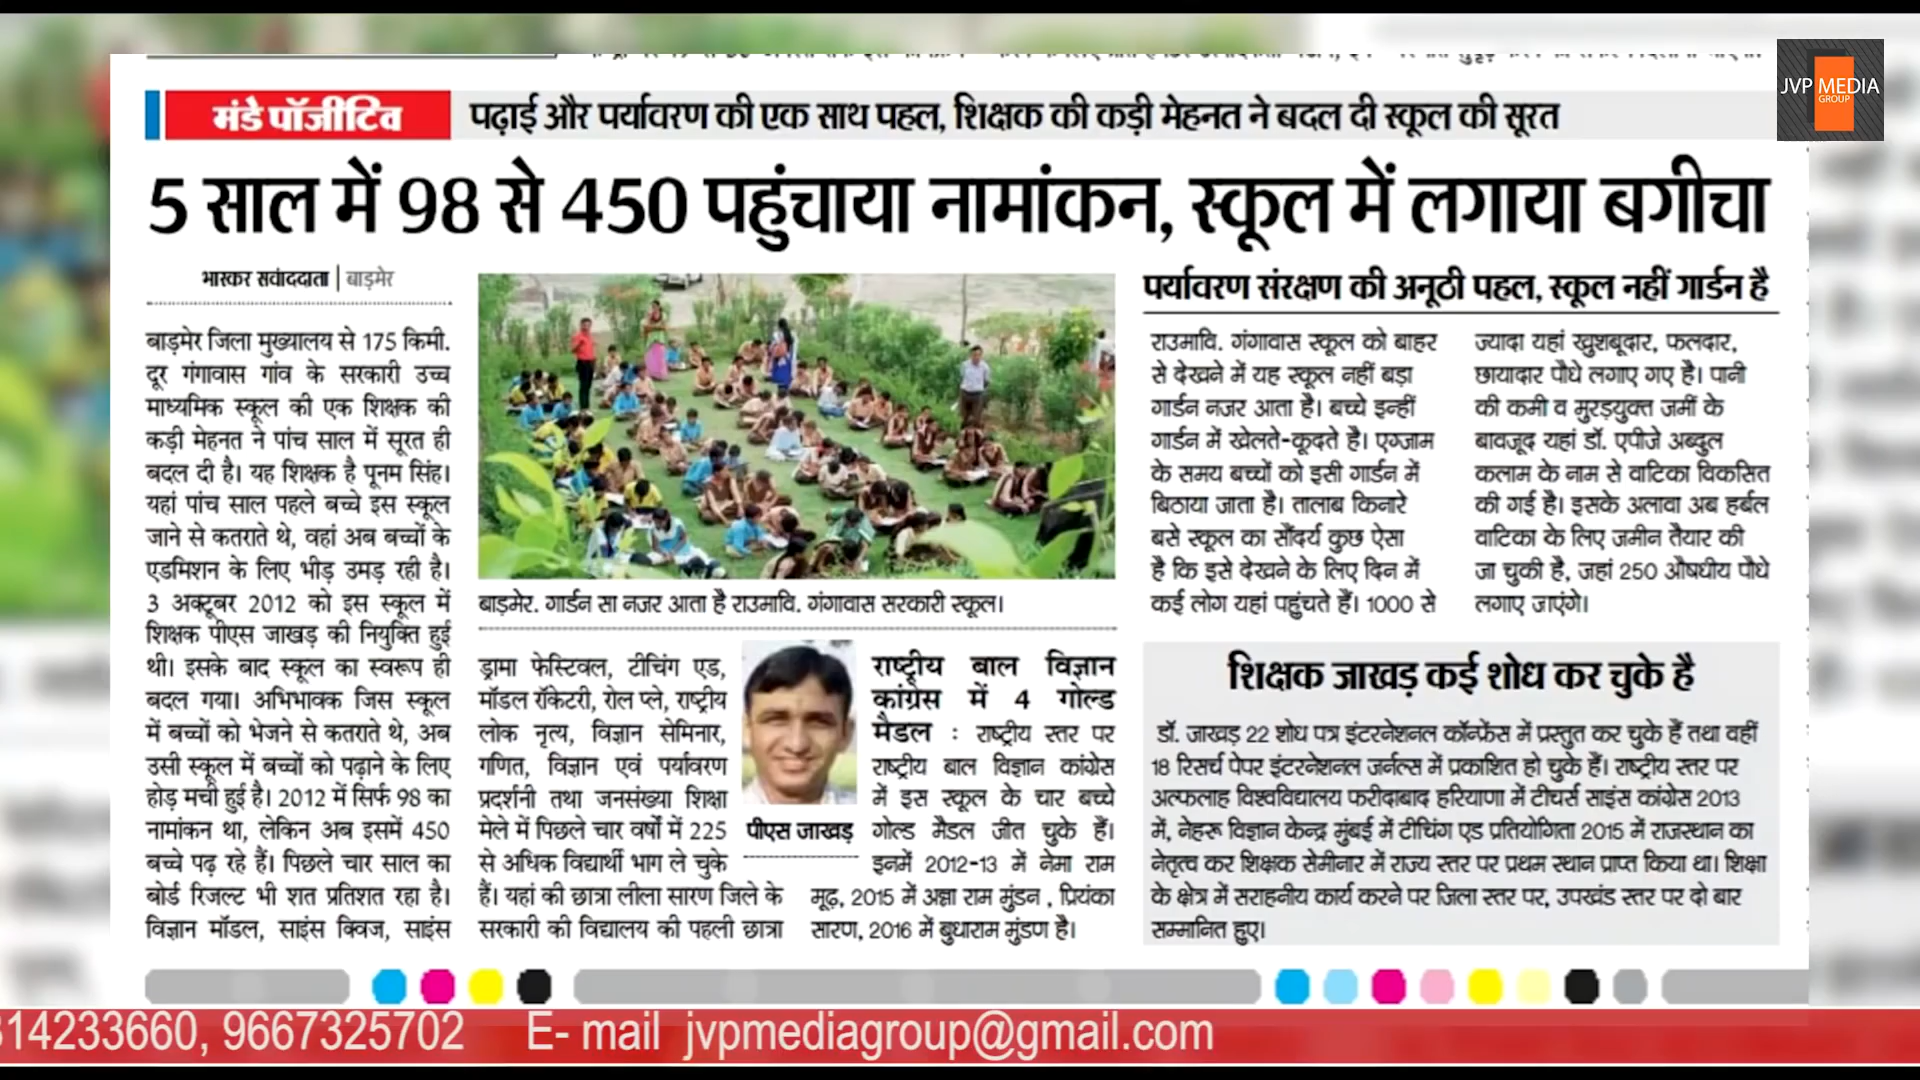 मंडे पॉजीटिव
पढ़ाई और पर्यावरण की एक साथ पहल, शिक्षक की कड़ी मेहनत ने बदल दी स्कूल की सूरत
JVP MEDIA
GROUP
5 साल में 98 से 450 पहुंचाया नामांकन, स्कूल में लगाया बगीचा
भास्कर संवाददाता | बाड़मेर
बाड़मेर जिला मुख्यालय से 175 किमी.
दूर गंगावास गांव के सरकारी उच्च
माध्यमिक स्कूल की एक शिक्षक की
कड़ी मेहनत ने पांच साल में सूरत ही
बदल दी है। यह शिक्षक है पूनम सिंह।
यहां पांच साल पहले बच्चे इस स्कूल
जाने से कतराते थे, वहां अब बच्चों के
एडमिशन के लिए भीड़ उमड़ रही है।
3 अक्टूबर 2012 को इस स्कूल में
शिक्षक पीएस जाखड़ की नियुक्ति हुई
थी। इसके बाद स्कूल का स्वरूप ही
बदल गया। अभिभावक जिस स्कूल
में बच्चों को भेजने से कतराते थे, अब
उसी स्कूल में बच्चों को पढ़ाने के लिए
होड़ मची हुई है। 2012 में सिर्फ 98 का
नामांकन था, लेकिन अब इसमें 450
बच्चे पढ़ रहे हैं। पिछले चार साल का
बोर्ड रिजल्ट भी शत प्रतिशत रहा है।
विज्ञान मॉडल, साइंस क्विज, साइंस
बाड़मेर. गार्डन सा नजर आता है राउमावि. गंगावास सरकारी स्कूल।
ड्रामा फेस्टिवल, टीचिंग एड,
मॉडल रॉकेटरी, रोल प्ले, राष्ट्रीय
लोक नृत्य, विज्ञान सेमिनार,
गणित, विज्ञान एवं पर्यावरण
प्रदर्शनी तथा जनसंख्या शिक्षा
मेले में पिछले चार वर्षों में 225
से अधिक विद्यार्थी भाग ले चुके
हैं। यहां की छात्रा लीला सारण जिले के
सरकारी की विद्यालय की पहली छात्रा
पीएस जाखड़
राष्ट्रीय बाल विज्ञान
कांग्रेस में 4 गोल्ड
मैडल : राष्ट्रीय स्तर पर
राष्ट्रीय बाल विज्ञान कांग्रेस
में इस स्कूल के चार बच्चे
गोल्ड मैडल जीत चुके हैं।
इनमें 2012-13 में नेमा राम
मूढ़, 2015 में अन्ना राम मुंडन , प्रियंका
सारण, 2016 में बुधाराम मुंडण है।
पर्यावरण संरक्षण की अनूठी पहल, स्कूल नहीं गार्डन है
राउमावि. गंगावास स्कूल को बाहर
से देखने में यह स्कूल नहीं बड़ा
गार्डन नजर आता है। बच्चे इन्हीं
गार्डन में खेलते-कूदते है। एग्जाम
के समय बच्चों को इसी गार्डन में
बिठाया जाता है। तालाब किनारे
बसे स्कूल का सौंदर्य कुछ ऐसा
है कि इसे देखने के लिए दिन में
कई लोग यहां पहुंचते हैं। 1000 से
ज्यादा यहां खुशबूदार, फलदार,
छायादार पौधे लगाए गए है। पानी
की कमी व मुरड़युक्त जमीं के
बावजूद यहां डॉ. एपीजे अब्दुल
कलाम के नाम से वाटिका विकसित
की गई है। इसके अलावा अब हर्बल
वाटिका के लिए जमीन तैयार की
जा चुकी है, जहां 250 औषधीय पौधे
लगाए जाएंगे।
शिक्षक जाखड़ कई शोध कर चुके है
डॉ. जाखड़ 22 शोध पत्र इंटरनेशनल कॉन्फ्रेंस में प्रस्तुत कर चुके हैं तथा वहीं
18 रिसर्च पेपर इंटरनेशनल जर्नल्स में प्रकाशित हो चुके हैं। राष्ट्रीय स्तर पर
अल्फलाह विश्वविद्यालय फरीदाबाद हरियाणा में टीचर्स साइंस कांग्रेस 2013
में, नेहरू विज्ञान केन्द्र मुंबई में टीचिंग एड प्रतियोगिता 2015 में राजस्थान का
नेतृत्व कर शिक्षक सेमीनार में राज्य स्तर पर प्रथम स्थान प्राप्त किया था। शिक्षा
के क्षेत्र में सराहनीय कार्य करने पर जिला स्तर पर, उपखंड स्तर पर दो बार
सम्मानित हुए।
314233660, 9667325702 E- mail jvpmediagroup@gmail.com